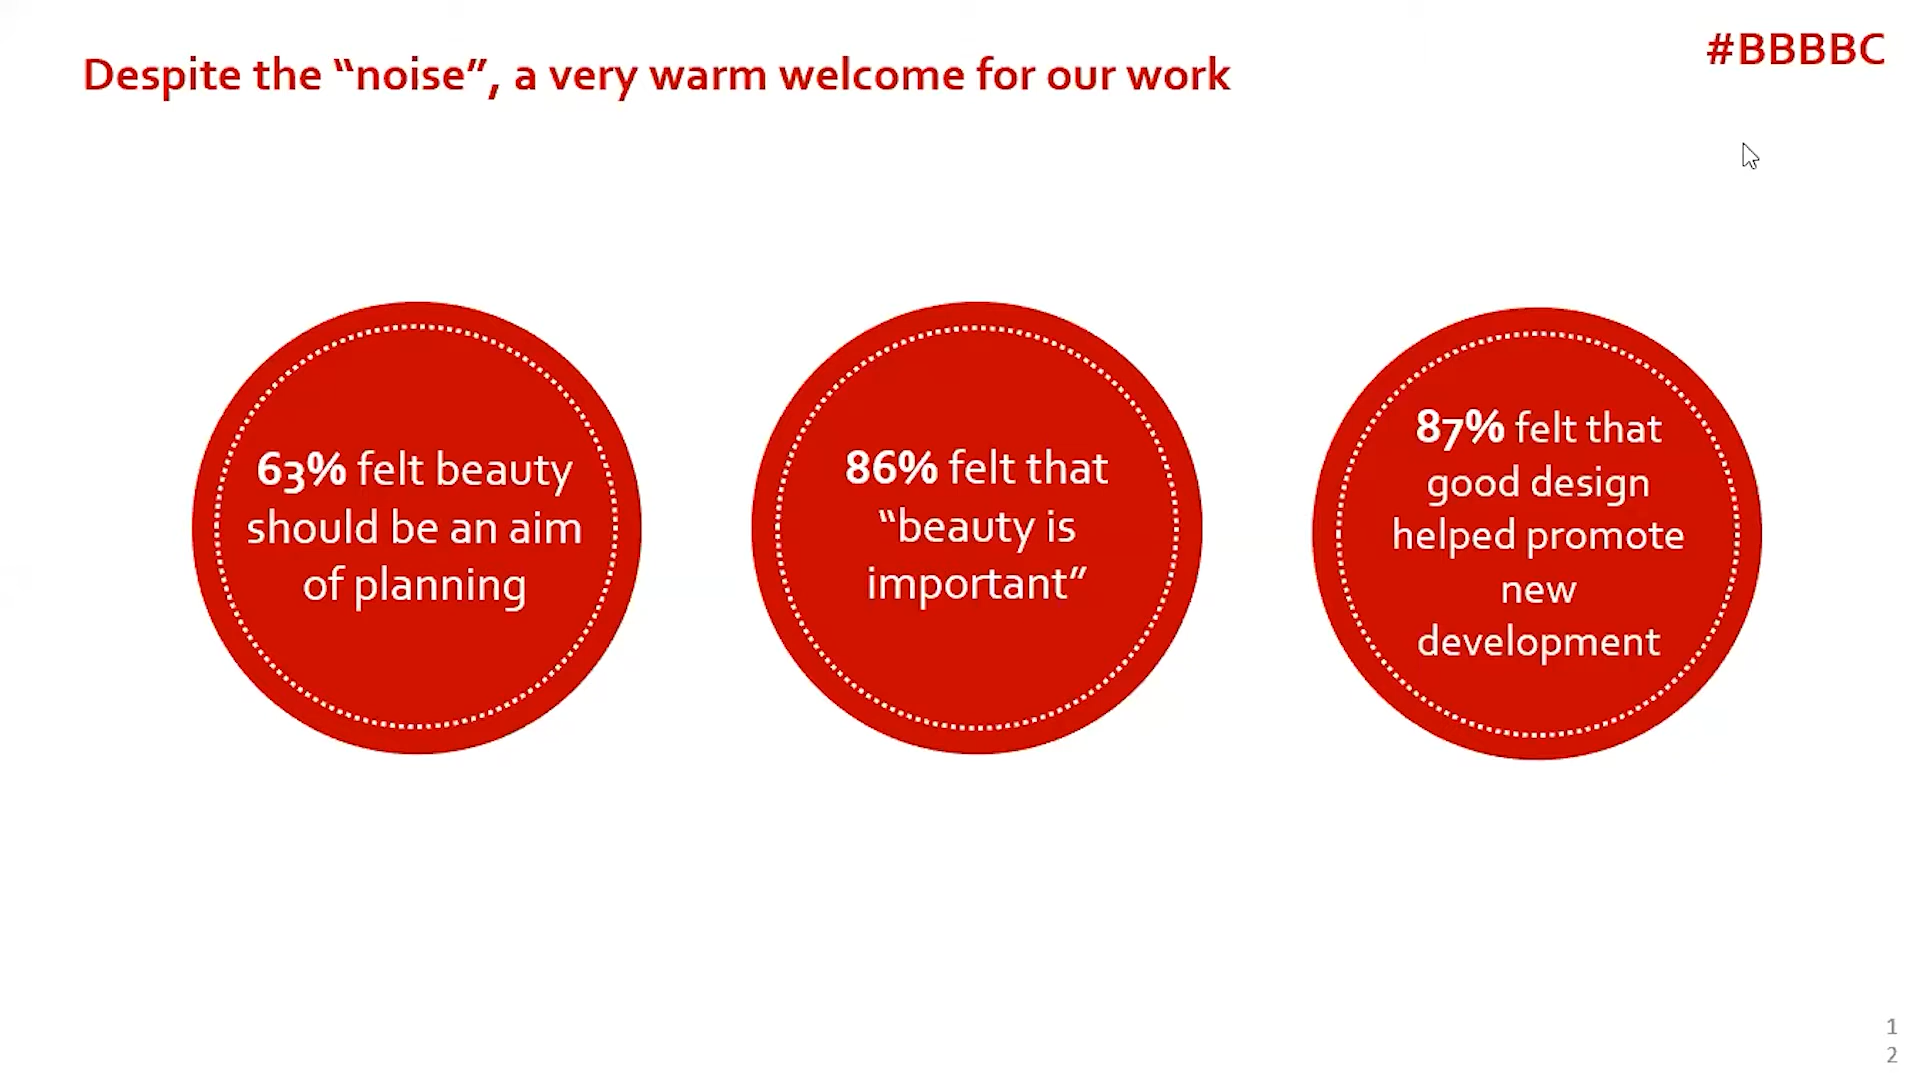 Despite the “noise”, a very warm welcome for our work
#BBBBC
63% felt beauty
should be an aim
of planning
86% felt that
“beauty is
important”
87% felt that
good design
helped promote
new
development
1
2